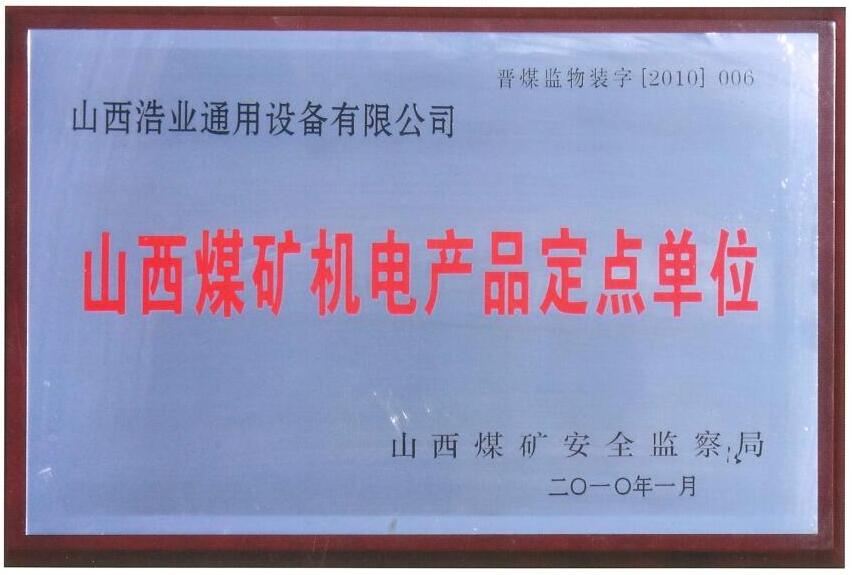 晋煤监物装字[2010] 006
山西浩业通用设备有限公司
山西煤矿机电产品定点单位
山西煤矿安全监察局
二〇一〇年一月